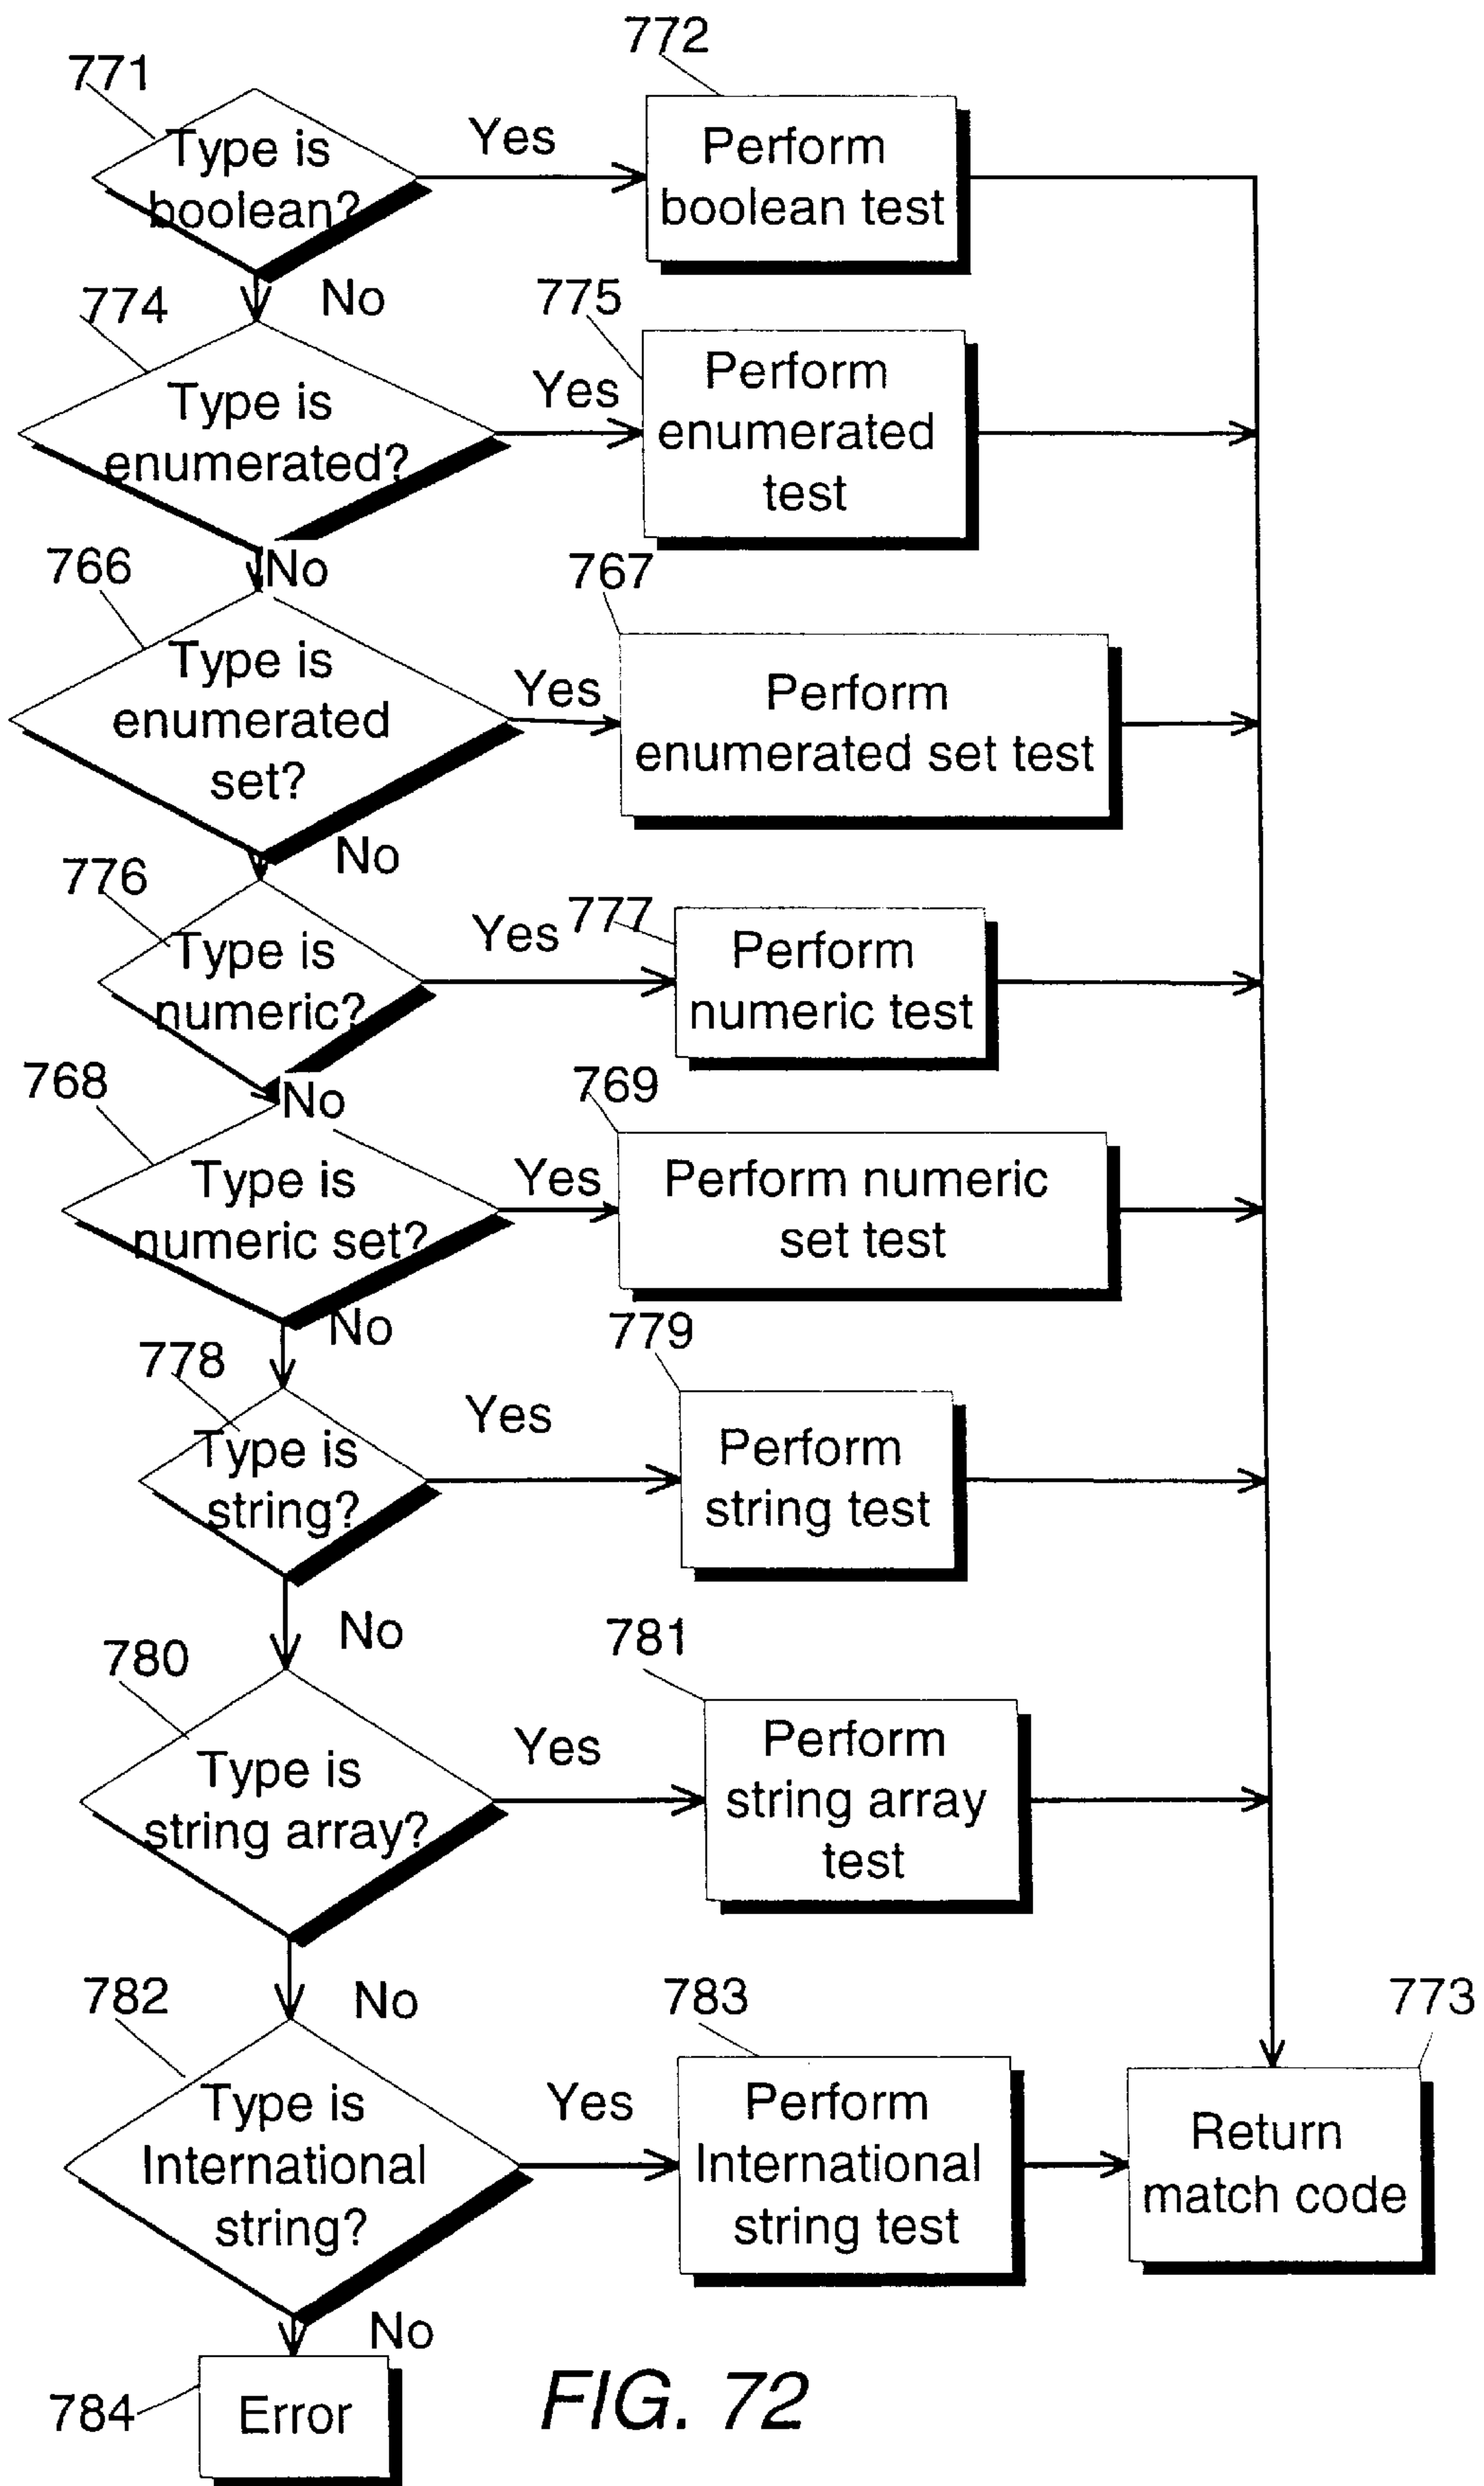 772
771
Type is
boolean?
Yes
Perform
boolean test
No
774
775
Type is
enumerated?
Yes
Perform
enumerated
test
No
766
767
Type is
enumerated
set?
Yes
Perform
enumerated set test
No
776
777
Type is
numeric?
Yes
Perform
numeric test
No
768
769
Type is
numeric set?
Yes
Perform numeric
set test
No
778
779
Type is
string?
Yes
Perform
string test
No
780
781
Type is
string array?
Yes
Perform
string array
test
No
782
783
773
Type is
International
string?
Yes
Perform
International
string test
Return
match code
No
784
Error
FIG. 72